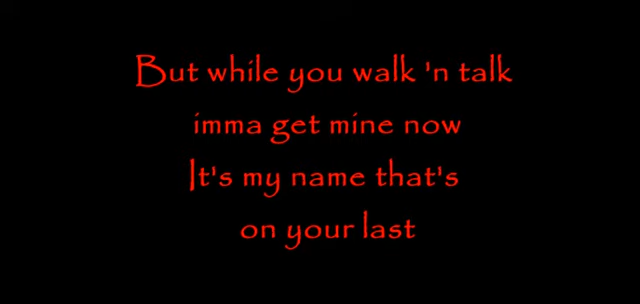 But while you walk 'n talk
imma get mine now
It's my name that's
on your last